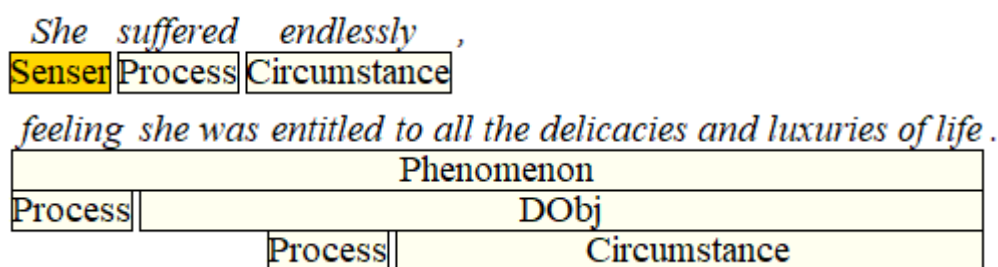 She suffered endlessly ,
Senser Process Circumstance
feeling she was entitled to all the delicacies and luxuries of life .
Phenomenon
Process DObj
Process Circumstance